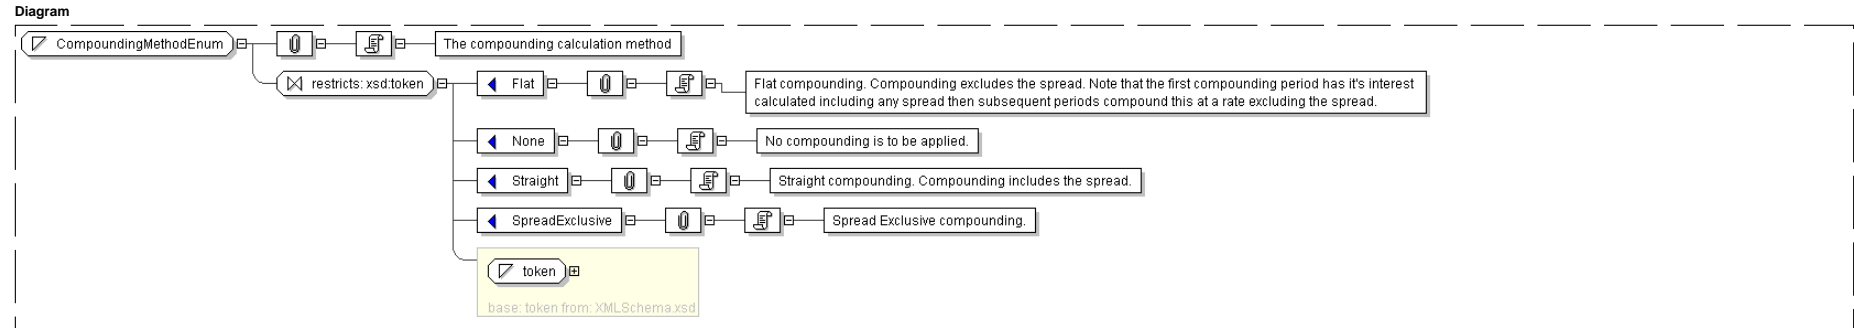 Diagram
CompoundingMethodEnum
The compounding calculation method
restricts: xsd:token
Flat
Flat compounding. Compounding excludes the spread. Note that the first compounding period has it's interest
calculated including any spread then subsequent periods compound this at a rate excluding the spread.
None
No compounding is to be applied.
Straight
Straight compounding. Compounding includes the spread.
SpreadExclusive
Spread Exclusive compounding.
token
base: token from: XMLSchema.xsd